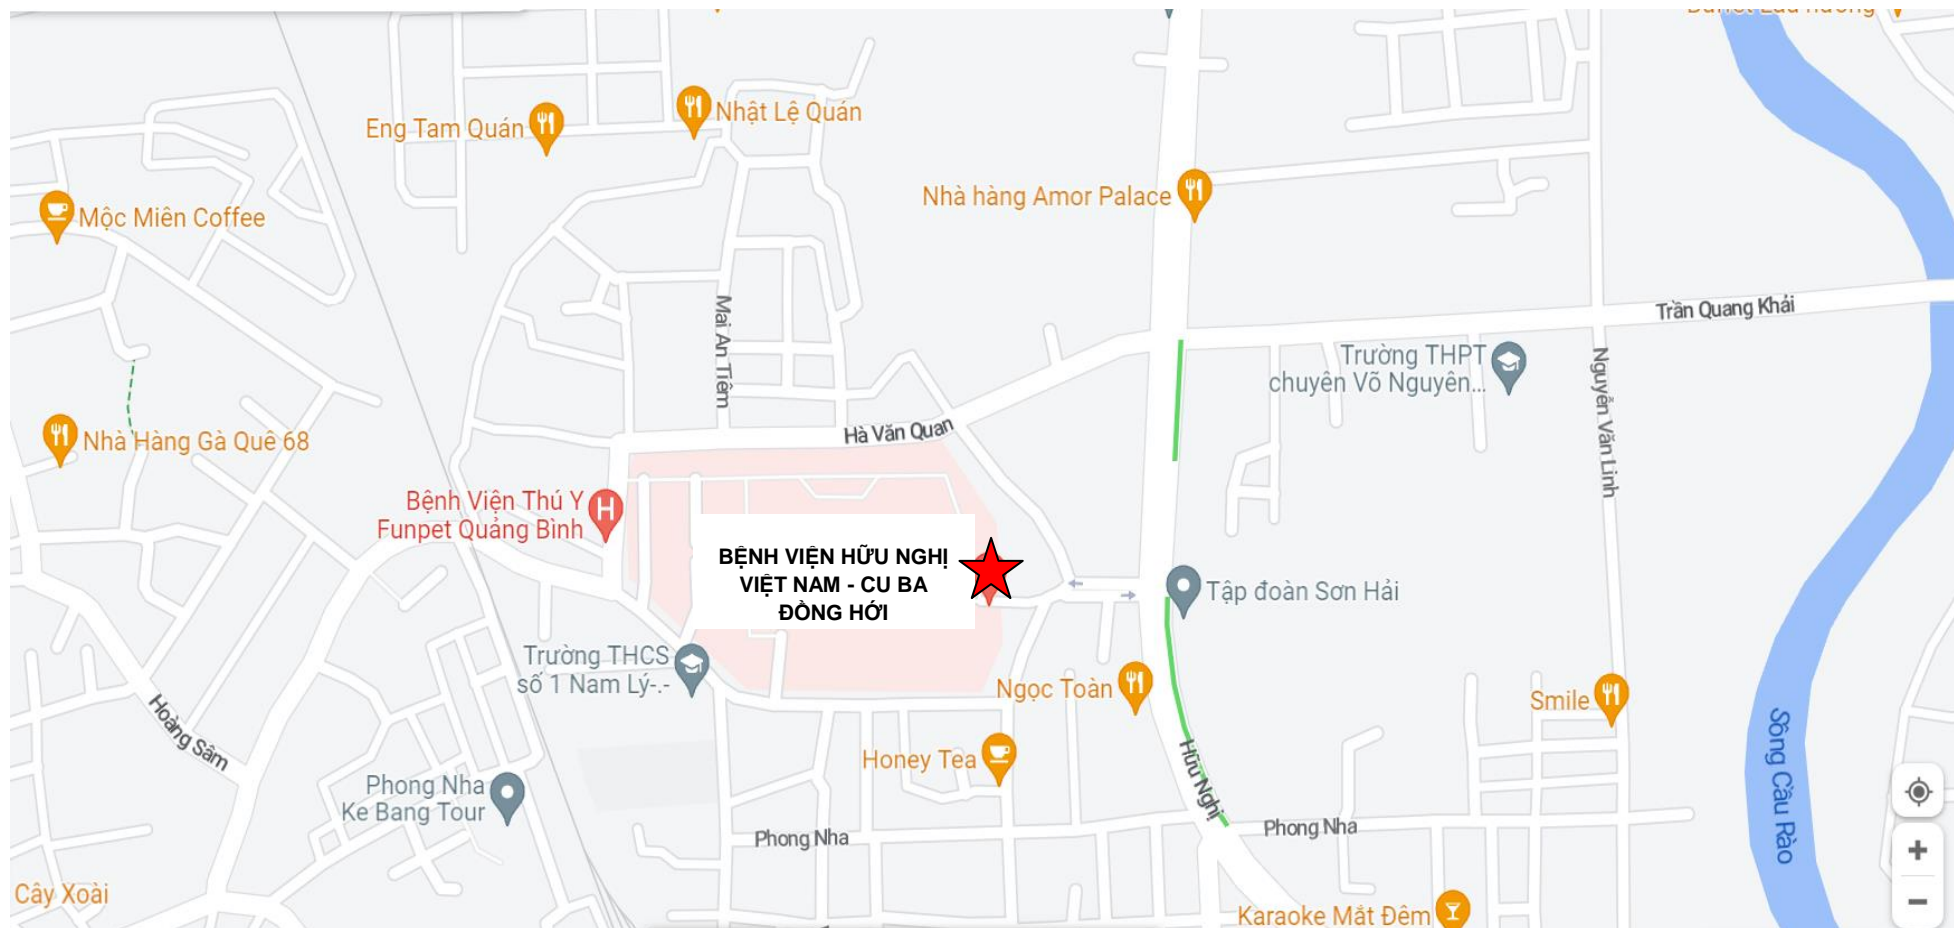 Nhật Lệ Quán
Eng Tam Quán
Nhà hàng Amor Palace
Mộc Miên Coffee
Mai An Tiêm
Trần Quang Khải
Trường THPT
chuyên Võ Nguyên...
Nguyễn Văn Linh
Hà Văn Quan
Nhà Hàng Gà Quê 68
Bệnh Viện Thú Y
Funpet Quảng Bình
H
BỆNH VIỆN HỮU NGHỊ
VIỆT NAM - CU BA
ĐỒNG HỚI
Tập đoàn Sơn Hải
Trường THCS
số 1 Nam Lý-.-
Ngọc Toàn
Smile
Hoàng Sâm
Honey Tea
Hữu Nghị
Sông Cầu Rào
Phong Nha
Ke Bang Tour
Phong Nha
Phong Nha
Cây Xoài
Karaoke Mắt Đêm